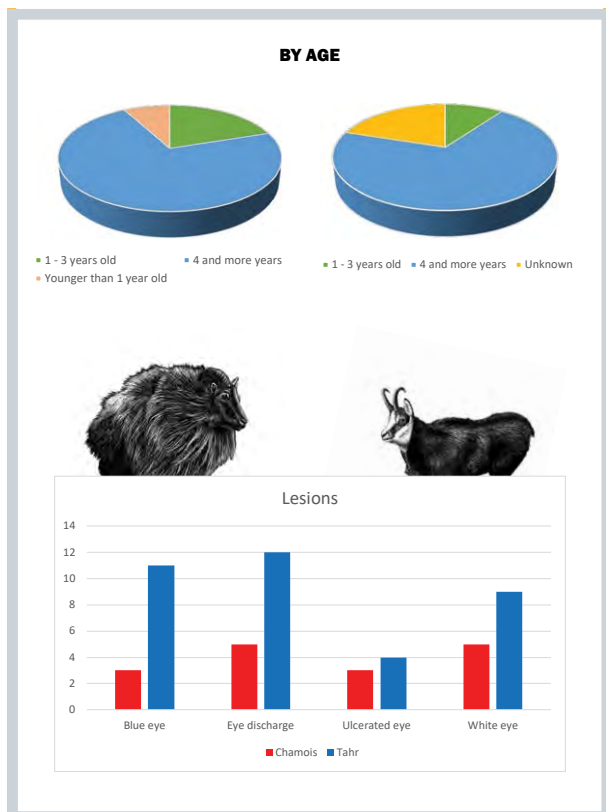 BY AGE
1 - 3 years old 4 and more years
Younger than 1 year old
1 - 3 years old 4 and more years Unknown
Lesions
14
12
10
8
6
4
2
0
Blue eye Eye discharge Ulcerated eye White eye
Chamois Tahr